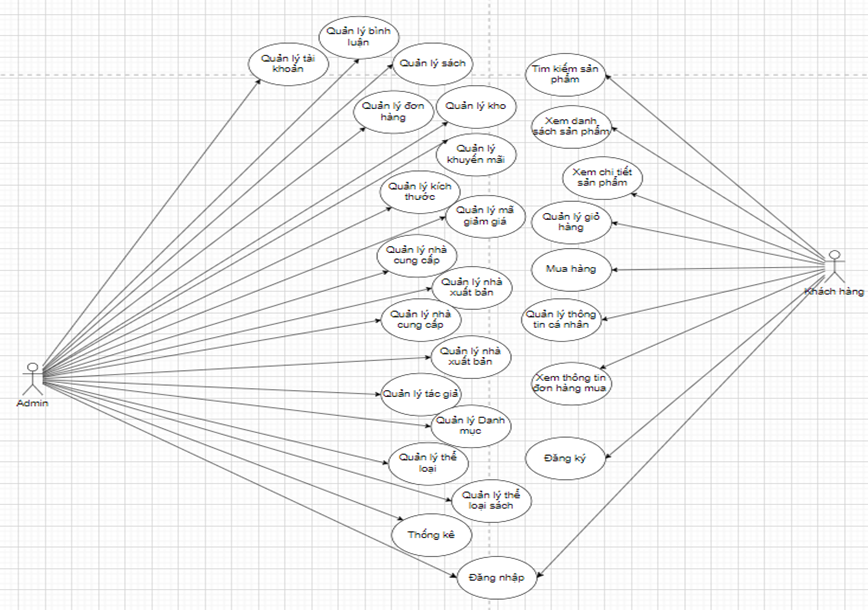 Quản lý bình
luận
Quản lý tài
khoản
Quản lý sách
Quản lý đơn
hàng
Quản lý kho
Quản lý
khuyến mãi
Quản lý kích
thước
Quản lý mã
giảm giá
Quản lý nhà
cung cấp
Quản lý nhà
xuất bản
Quản lý nhà
cung cấp
Quản lý nhà
xuất bản
Quản lý tác giả
Quản lý Danh
mục
Quản lý thể
loại
Quản lý thể
loại sách
Thống kê
Đăng nhập
Admin
Tìm kiếm sản
phẩm
Xem danh
sách sản phẩm
Xem chi tiết
sản phẩm
Quản lý giỏ
hàng
Mua hàng
Quản lý thông
tin cá nhân
Xem thông tin
đơn hàng mua
Đăng ký
Khách hàng